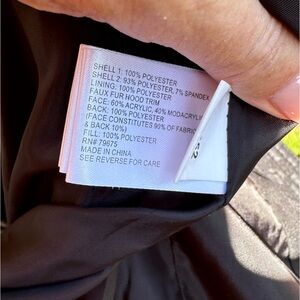 SHELL 1: 100% POLYESTER
SHELL 2: 93% POLYESTER, 7% SPANDEX
LINING: 100% POLYESTER
FAUX FUR HOOD TRIM
FACE: 60% ACRYLIC, 40% MODACRYLIC
BACK: 100% POLYESTER
(FACE CONSTITUTES 90% OF FABRIC
& BACK 10%)
FILL: 100% POLYESTER
RN# 79675
MADE IN CHINA
SEE REVERSE FOR CARE